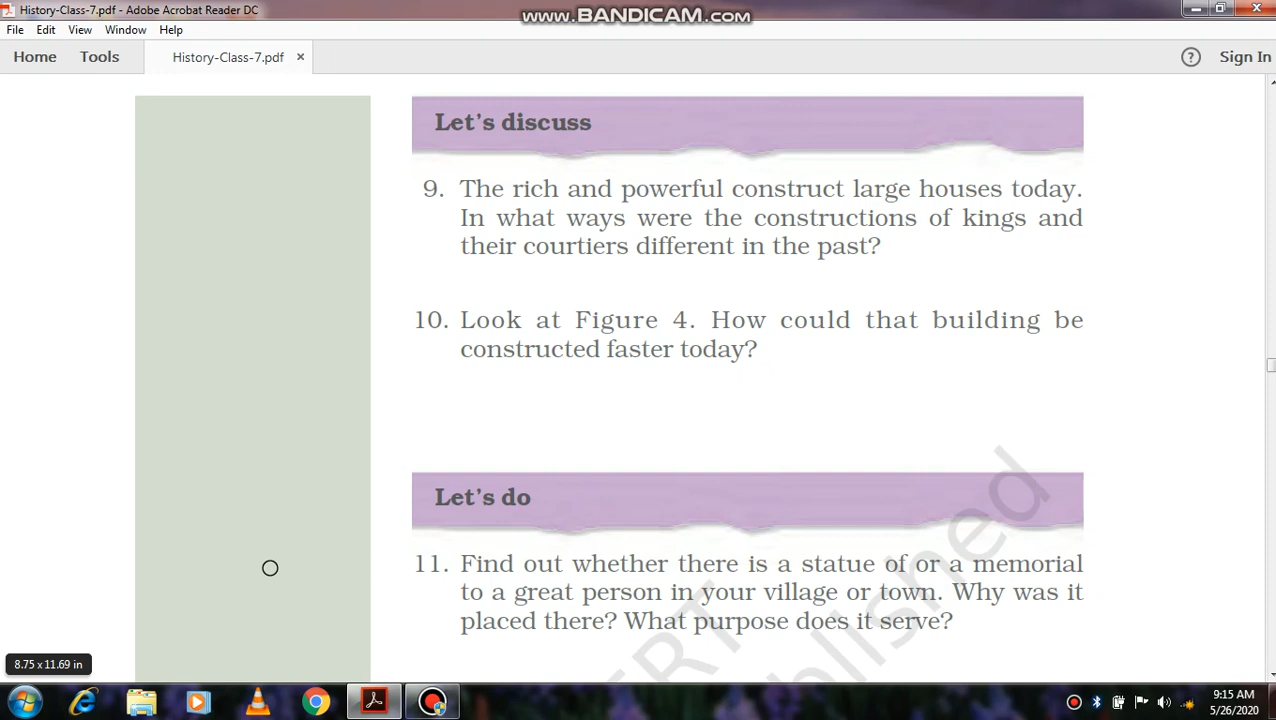 History-Class-7.pdf - Adobe Acrobat Reader DC
www.BANDICAM.com
File Edit View Window Help
Home Tools History-Class-7.pdf × ? Sign In
Let's discuss
9. The rich and powerful construct large houses today.
In what ways were the constructions of kings and
their courtiers different in the past?
10. Look at Figure 4. How could that building be
constructed faster today?
Let's do
11. Find out whether there is a statue of or a memorial
to a great person in your village or town. Why was it
placed there? What purpose does it serve?
8.75 x 11.69 in
9:15 AM
5/26/2020